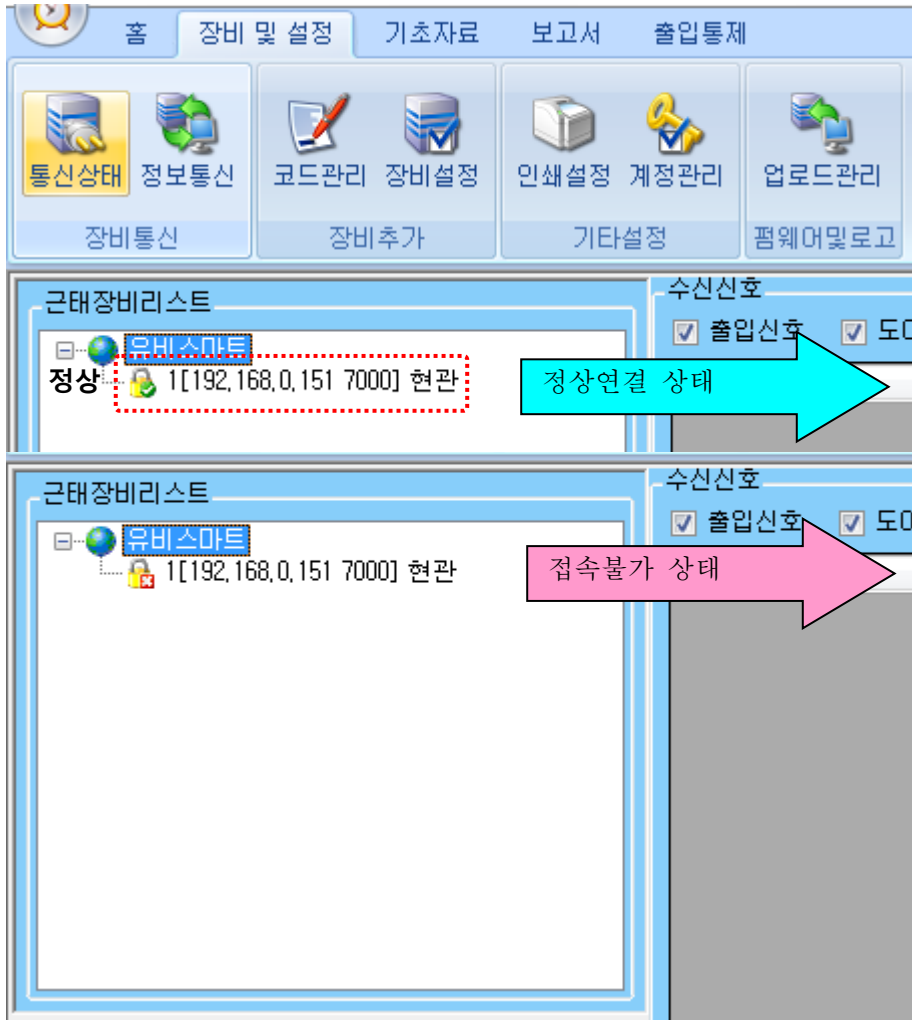 홈 장비 및 설정 기초자료 보고서 출입통제
통신상태 정보통신 코드관리 장비설정 인쇄설정 계정관리 업로드관리
장비통신 장비추가 기타설정 펌웨어및로고
근태장비리스트
수신신호
출입신호
유비스마트
정상 1[192,168,0,151 7000] 현관
정상연결 상태
근태장비리스트
수신신호
출입신호
유비스마트
1[192,168,0,151 7000] 현관
접속불가 상태